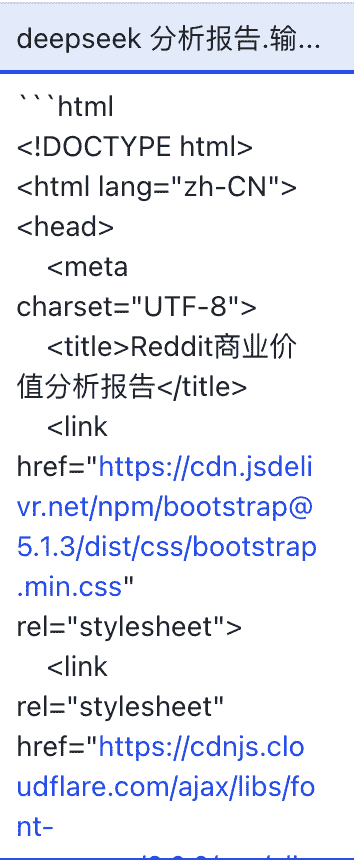 deepseek 分析报告.输...
```html
<!DOCTYPE html>
<html lang="zh-CN">
<head>
    <meta
charset="UTF-8">
    <title>Reddit商业价
值分析报告</title>
    <link
href="https://cdn.jsdeli
vr.net/npm/bootstrap@
5.1.3/dist/css/bootstrap
.min.css"
rel="stylesheet">
    <link
rel="stylesheet"
href="https://cdnjs.clo
udflare.com/ajax/libs/fo
nt-